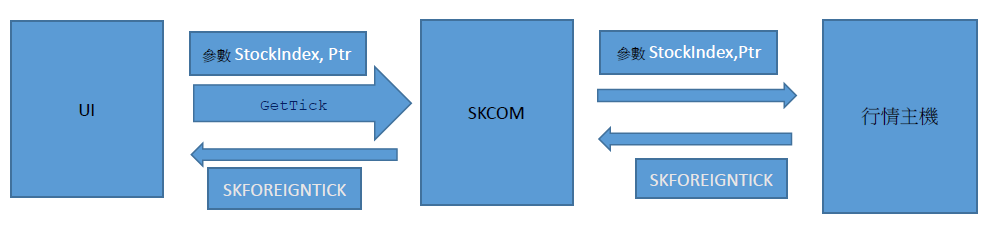 參數 StockIndex, Ptr
參數 StockIndex,Ptr
UI
GetTick
SKCOM
行情主機
SKFOREIGNTICK
SKFOREIGNTICK